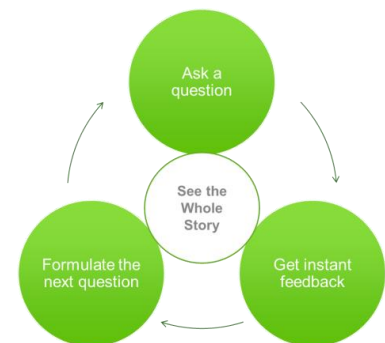 Ask a
question
See the
Whole
Story
Formulate the
next question
Get instant
feedback